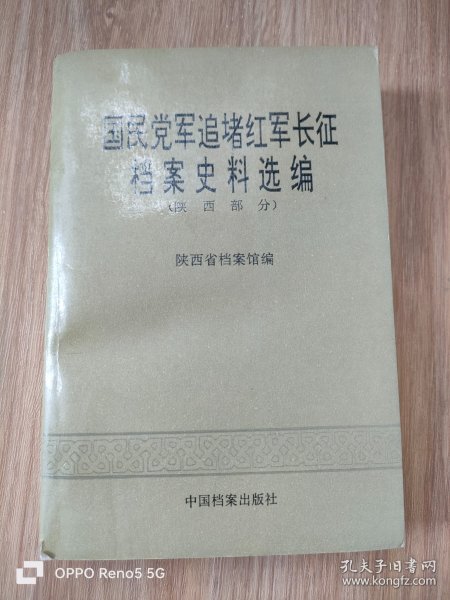 国民党军追堵红军长征
档案史料选编
(陕西部分)
陕西省档案馆编
中国档案出版社
OPPO Reno5 5G
孔夫子旧书网
www.kongfz.com